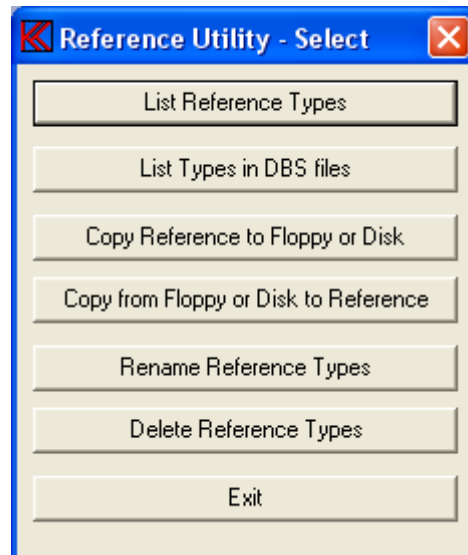 Reference Utility - Select
List Reference Types
List Types in DBS files
Copy Reference to Floppy or Disk
Copy from Floppy or Disk to Reference
Rename Reference Types
Delete Reference Types
Exit